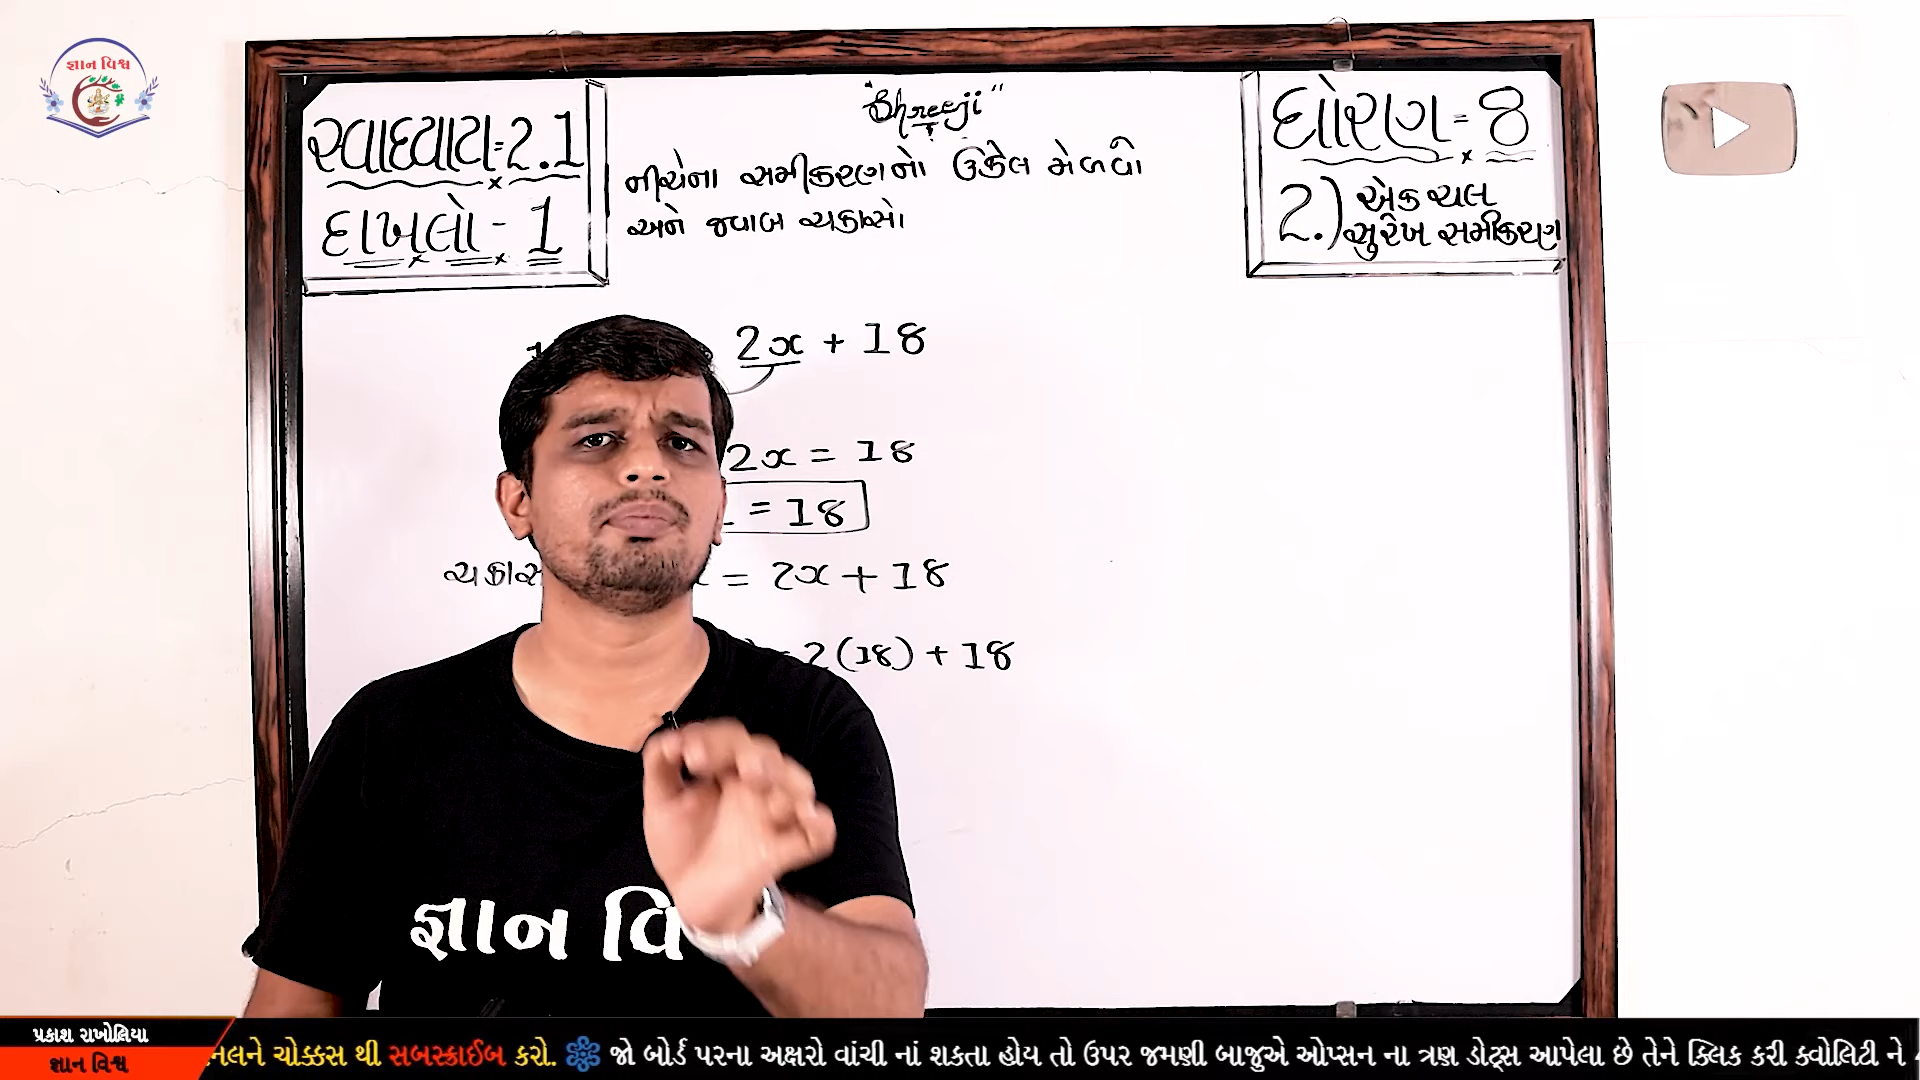 જ્ઞાન વિશ્વ
સ્વાધ્યાય = 2.1
દાખલો - 1
"Shreeji"
નીચેના સમીકરણનો ઉકેલ મેળવો
અને જવાબ ચકાસો
ધોરણ = 8
2.) એક ચલ
સુરેખ સમીકરણ
2x + 18
2x = 18
= 18
ચકાસ
= 2x + 18
2(18) + 18
જ્ઞાન વિ
પ્રકાશ રાખોલિયા
જ્ઞાન વિશ્વ
નલને ચોક્કસ થી સબસ્ક્રાઈબ કરો. જો બોર્ડ પરના અક્ષરો વાંચી નાં શકતા હોય તો ઉપર જમણી બાજુએ ઓપ્સન ના ત્રણ ડોટ્સ આપેલા છે તેને ક્લિક કરી ક્વોલિટી ને